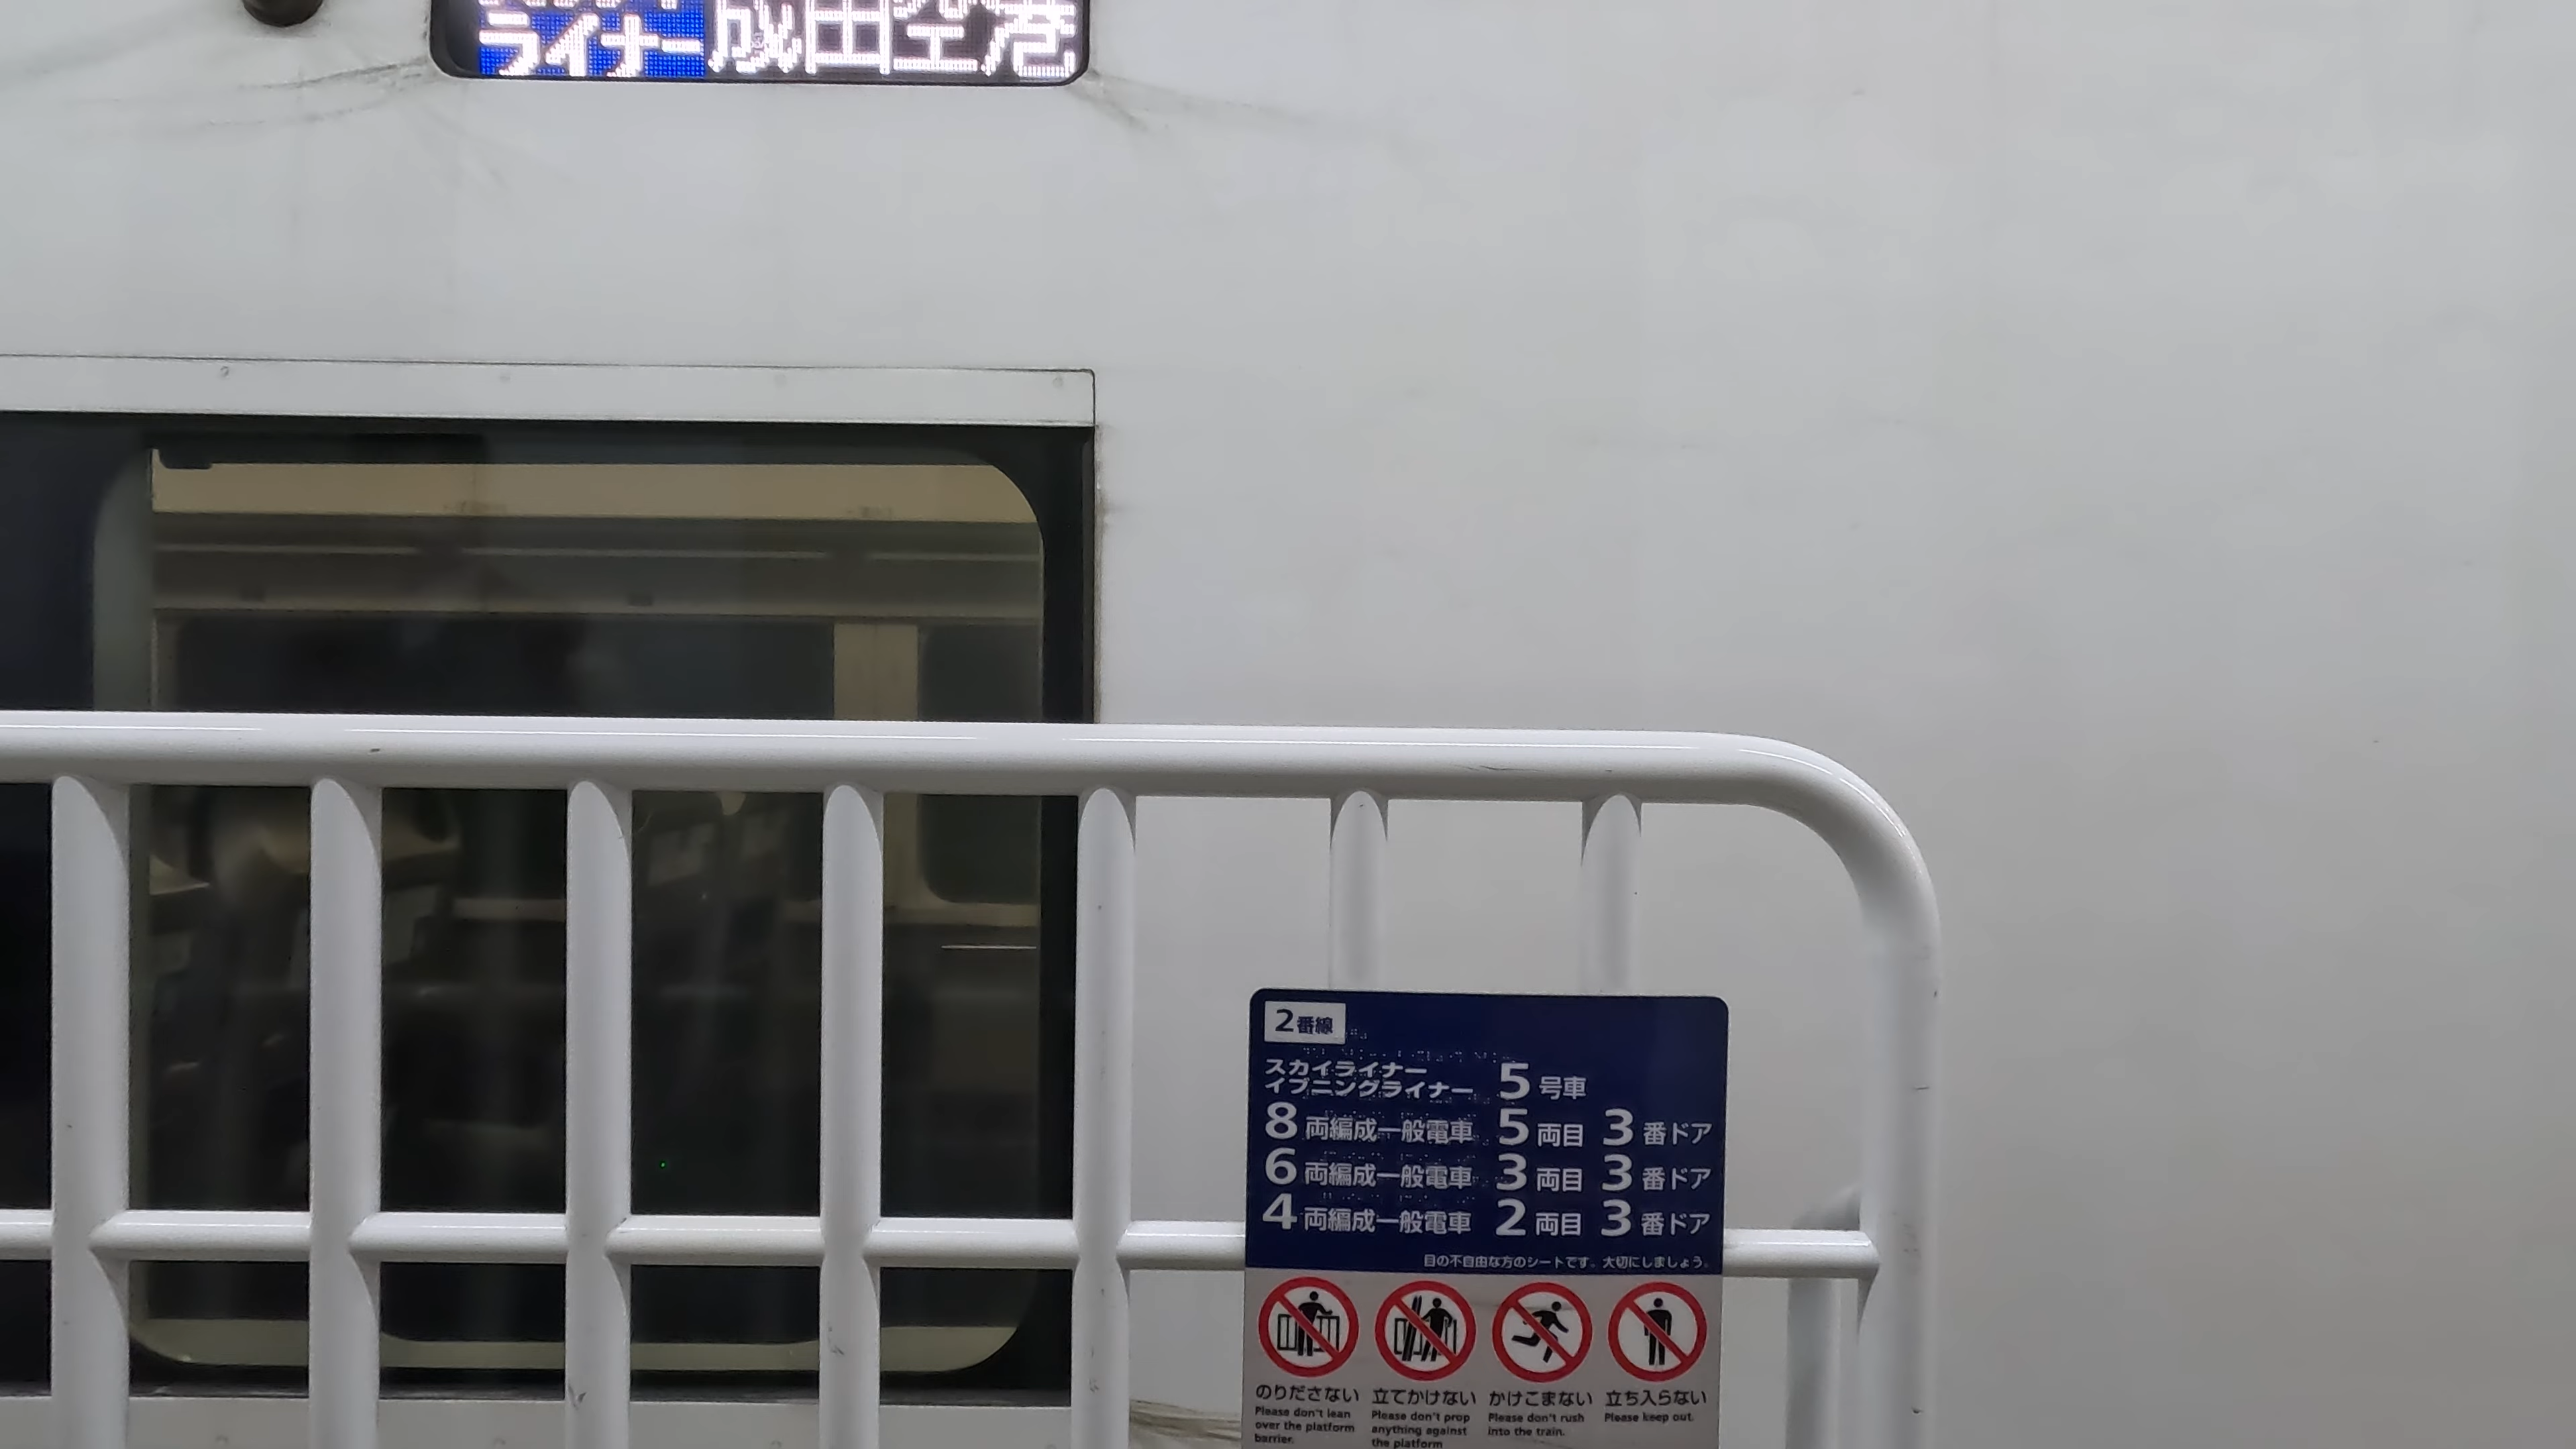 ライナー 成田空港
2番線
スカイライナー
イブニングライナー 5号車
8両編成一般電車 5両目 3番ドア
6両編成一般電車 3両目 3番ドア
4両編成一般電車 2両目 3番ドア
目の不自由な方のシートです。大切にしましょう。
のりださない 立てかけない かけこまない 立ち入らない
Please don't lean Please don't prop Please don't rush Please keep out.
over the platform anything against into the train.
barrier. the platform